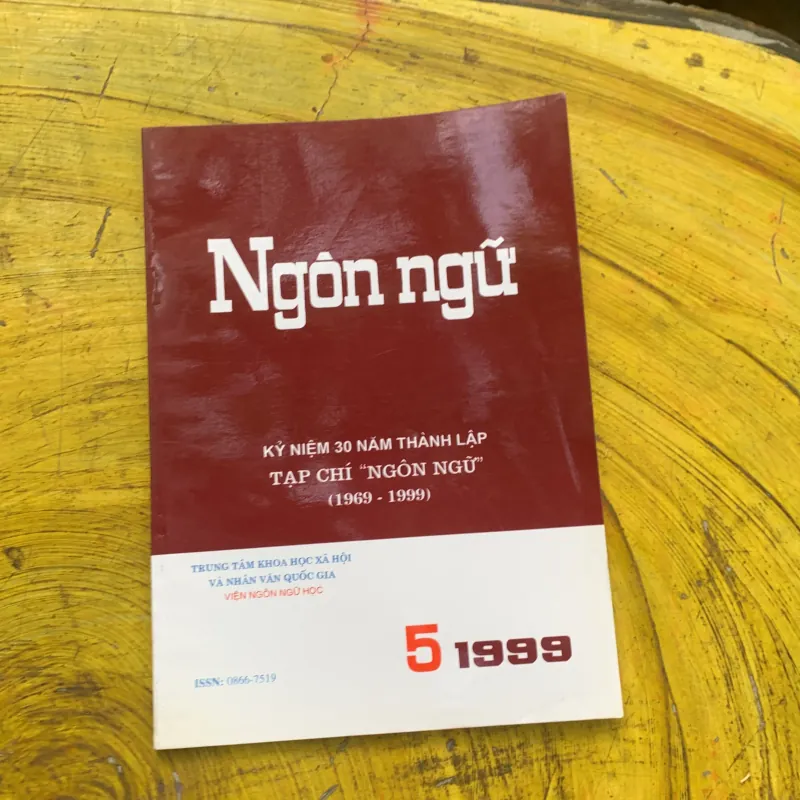 Ngôn ngữ
KỶ NIỆM 30 NĂM THÀNH LẬP
TẠP CHÍ “NGÔN NGỮ”
(1969 - 1999)
TRUNG TÂM KHOA HỌC XÃ HỘI
VÀ NHÂN VĂN QUỐC GIA
VIỆN NGÔN NGỮ HỌC
5 1999
ISSN: 0866-7519